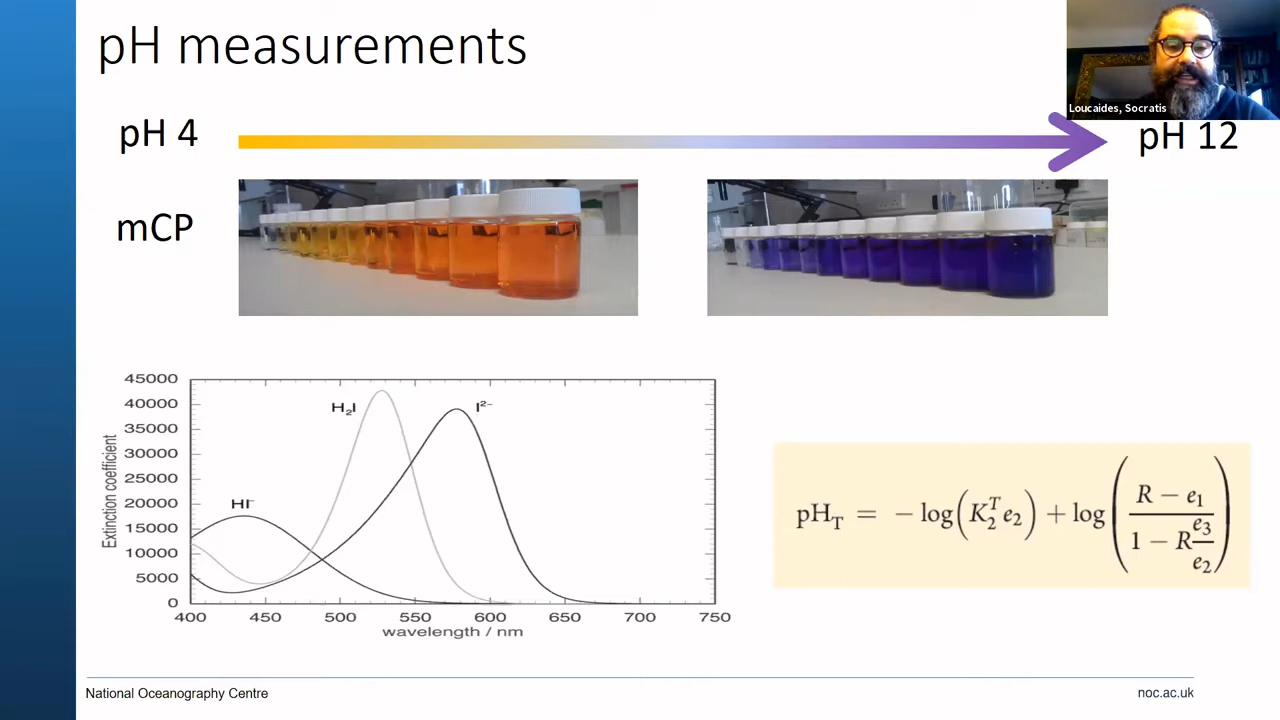 pH measurements
Loucaides, Socratis
pH 4
pH 12
mCP
45000
40000
35000
30000
25000
20000
15000
10000
5000
0
Extinction coefficient
HI⁻
H₂I
I²⁻
400 450 500 550 600 650 700 750
wavelength / nm
pH_T = − log(K₂ᵀe₂) + log((R − e₁)/(1 − R e₃/e₂))
National Oceanography Centre
noc.ac.uk